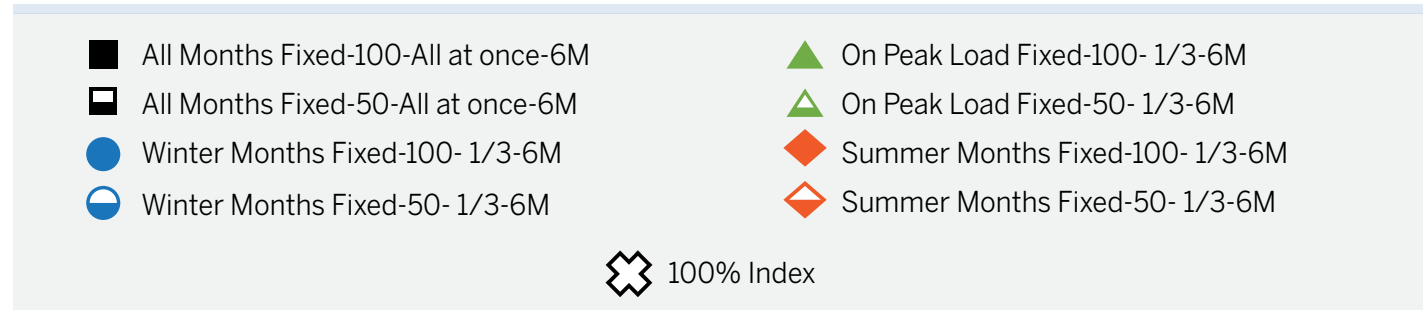 All Months Fixed-100-All at once-6M
All Months Fixed-50-All at once-6M
Winter Months Fixed-100- 1/3-6M
Winter Months Fixed-50- 1/3-6M
On Peak Load Fixed-100- 1/3-6M
On Peak Load Fixed-50- 1/3-6M
Summer Months Fixed-100- 1/3-6M
Summer Months Fixed-50- 1/3-6M
100% Index